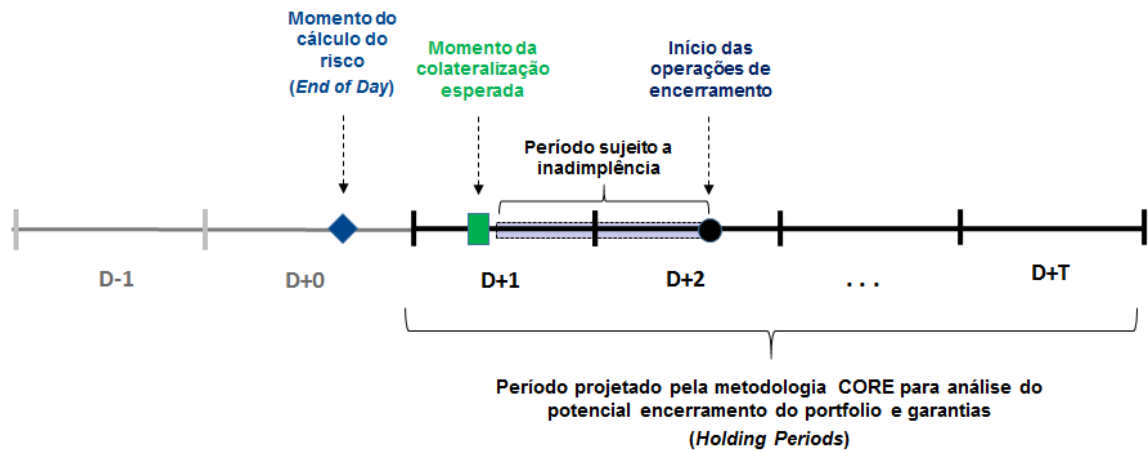 Momento do
cálculo do
risco
(End of Day)
Momento da
colateralização
esperada
Início das
operações de
encerramento
Período sujeito a
inadimplência
D-1
D+0
D+1
D+2
. . .
D+T
Período projetado pela metodologia CORE para análise do
potencial encerramento do portfolio e garantias
(Holding Periods)